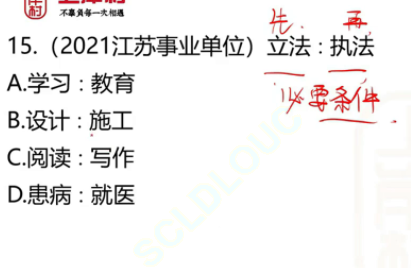 不辜负每一次相遇
先 再
15.（2021江苏事业单位）立法：执法
必要条件
A.学习：教育
B.设计：施工
C.阅读：写作
D.患病：就医
SCLDLOUG